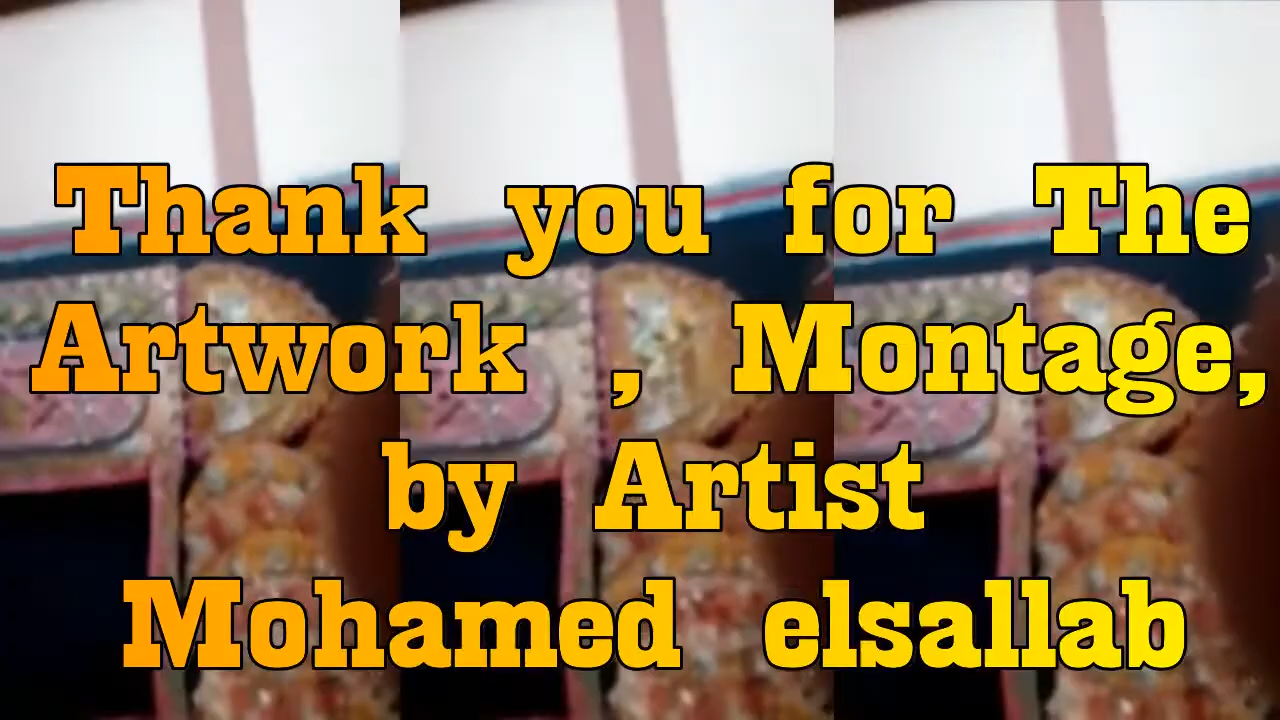 Thank you for The
Artwork , Montage,
by Artist
Mohamed elsallab